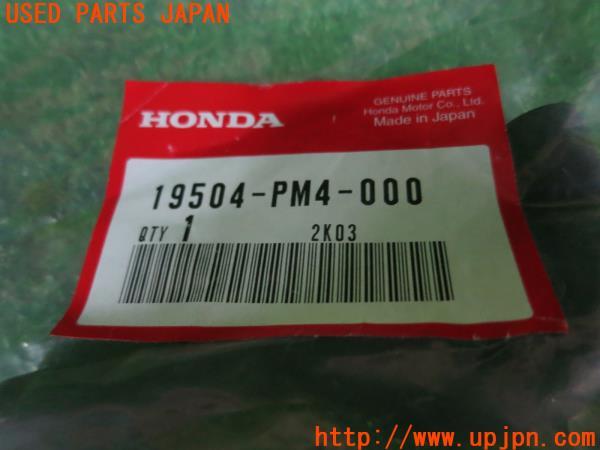 USED PARTS JAPAN
GENUINE PARTS
Honda Motor Co., Ltd.
Made in Japan
HONDA
19504-PM4-000
QTY 1 2K03
http://www.upjpn.com/